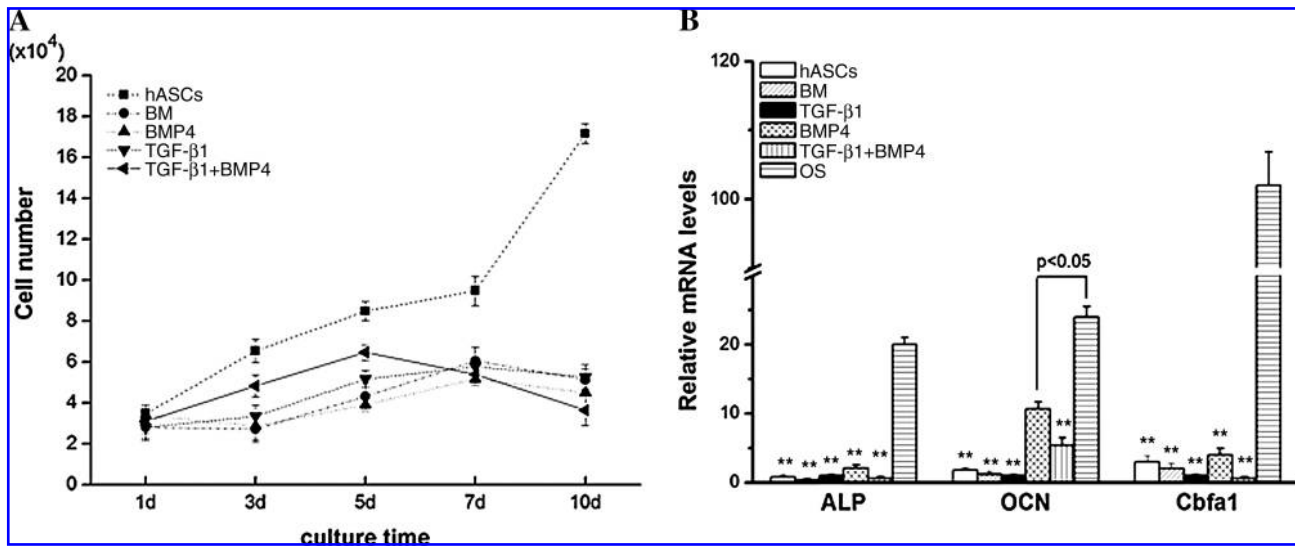 A
(x10⁴)
20
18
16
14
12
10
8
6
4
2
0
Cell number
hASCs
BM
BMP4
TGF-β1
TGF-β1+BMP4
1d 3d 5d 7d 10d
culture time
B
120
100
20
10
0
Relative mRNA levels
hASCs
BM
TGF-β1
BMP4
TGF-β1+BMP4
OS
p<0.05
** ** ** ** **
** ** ** **
** ** ** ** **
ALP OCN Cbfa1